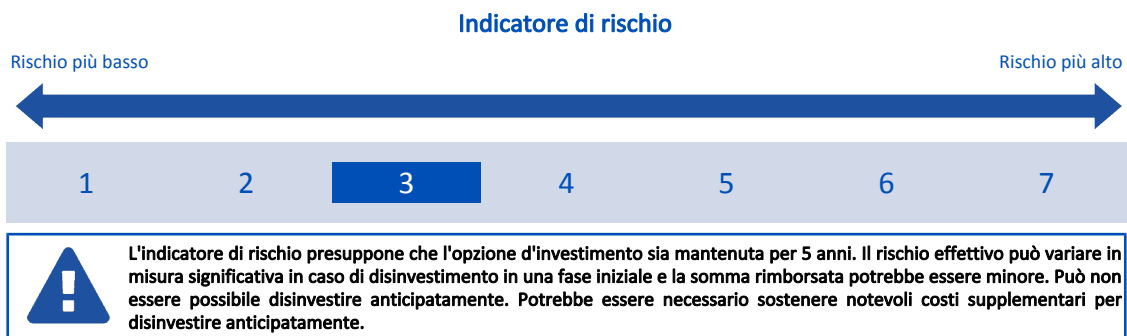 Indicatore di rischio
Rischio più basso Rischio più alto
1 2 3 4 5 6 7
L'indicatore di rischio presuppone che l'opzione d'investimento sia mantenuta per 5 anni. Il rischio effettivo può variare in
misura significativa in caso di disinvestimento in una fase iniziale e la somma rimborsata potrebbe essere minore. Può non
essere possibile disinvestire anticipatamente. Potrebbe essere necessario sostenere notevoli costi supplementari per
disinvestire anticipatamente.